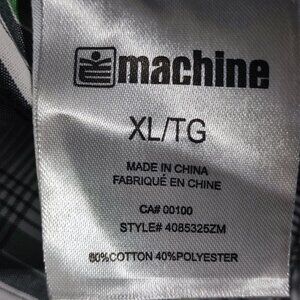 machine
XL/TG
MADE IN CHINA
FABRIQUÉ EN CHINE
CA# 00100
STYLE# 4085325ZM
60%COTTON 40%POLYESTER